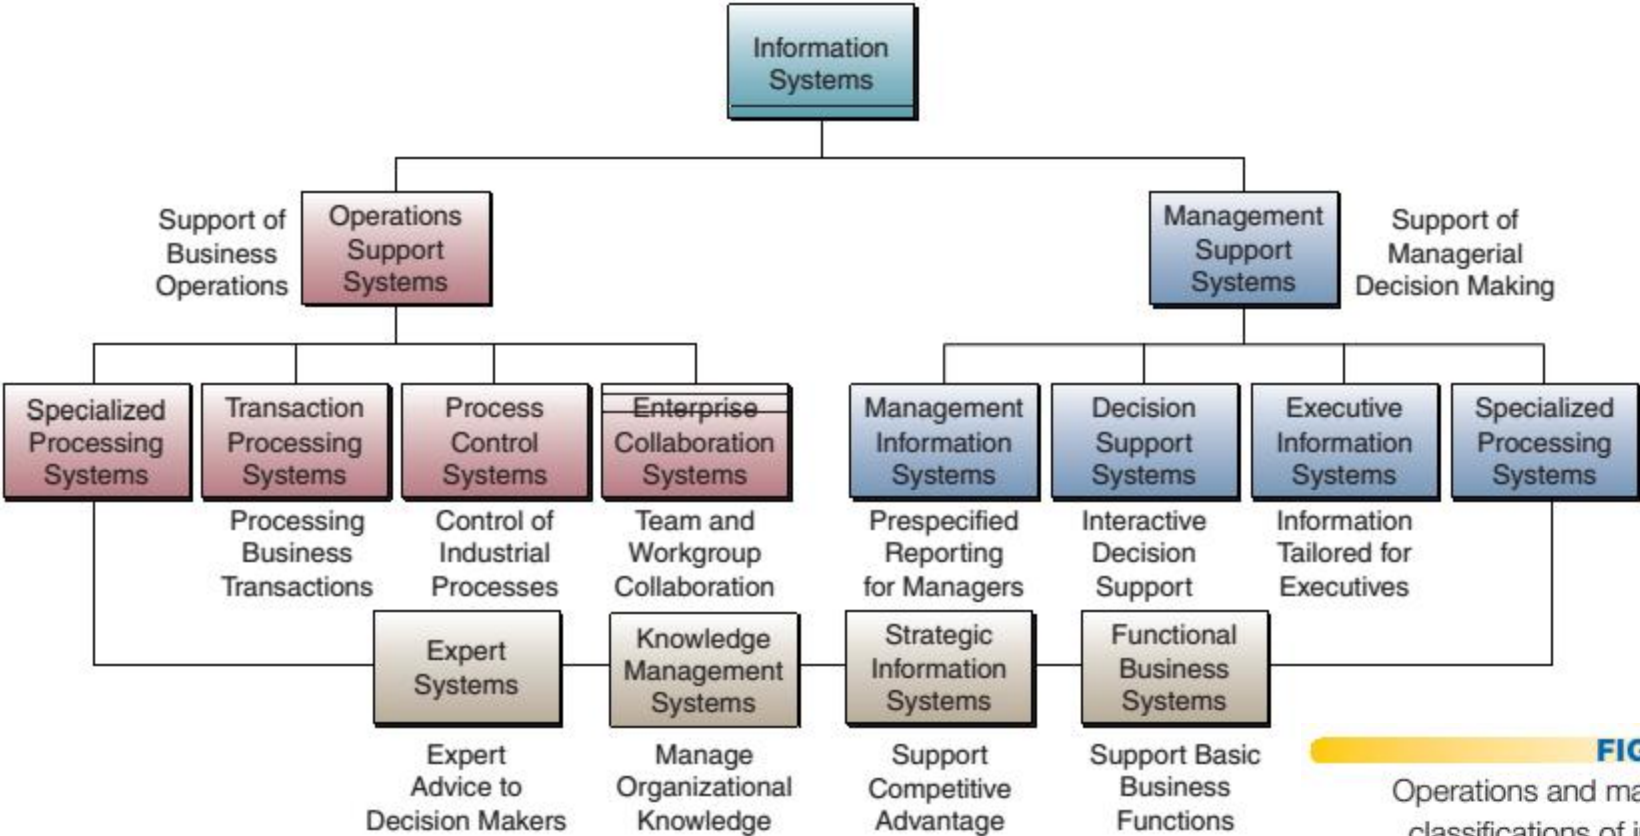 Information
Systems
Support of
Business
Operations
Operations
Support
Systems
Management
Support
Systems
Support of
Managerial
Decision Making
Specialized
Processing
Systems
Transaction
Processing
Systems
Process
Control
Systems
Enterprise
Collaboration
Systems
Management
Information
Systems
Decision
Support
Systems
Executive
Information
Systems
Specialized
Processing
Systems
Processing
Business
Transactions
Control of
Industrial
Processes
Team and
Workgroup
Collaboration
Prespecified
Reporting
for Managers
Interactive
Decision
Support
Information
Tailored for
Executives
Expert
Systems
Knowledge
Management
Systems
Strategic
Information
Systems
Functional
Business
Systems
Expert
Advice to
Decision Makers
Manage
Organizational
Knowledge
Support
Competitive
Advantage
Support Basic
Business
Functions
Operations and
classifications of